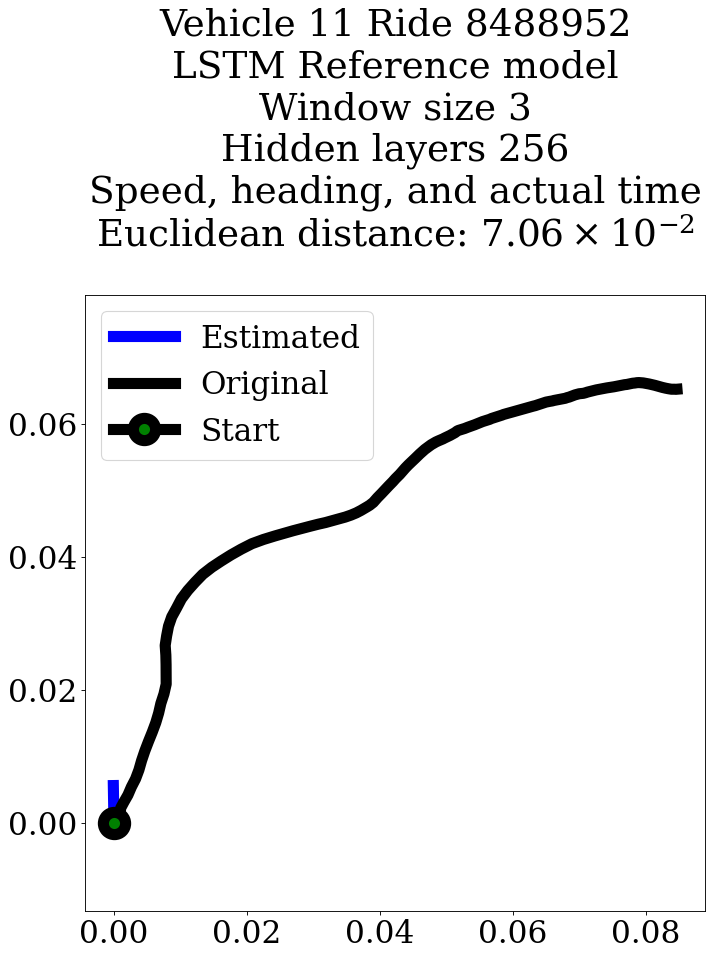 Vehicle 11 Ride 8488952
LSTM Reference model
Window size 3
Hidden layers 256
Speed, heading, and actual time
Euclidean distance: 7.06 × 10⁻²
Estimated
Original
Start
0.06
0.04
0.02
0.00
0.00 0.02 0.04 0.06 0.08